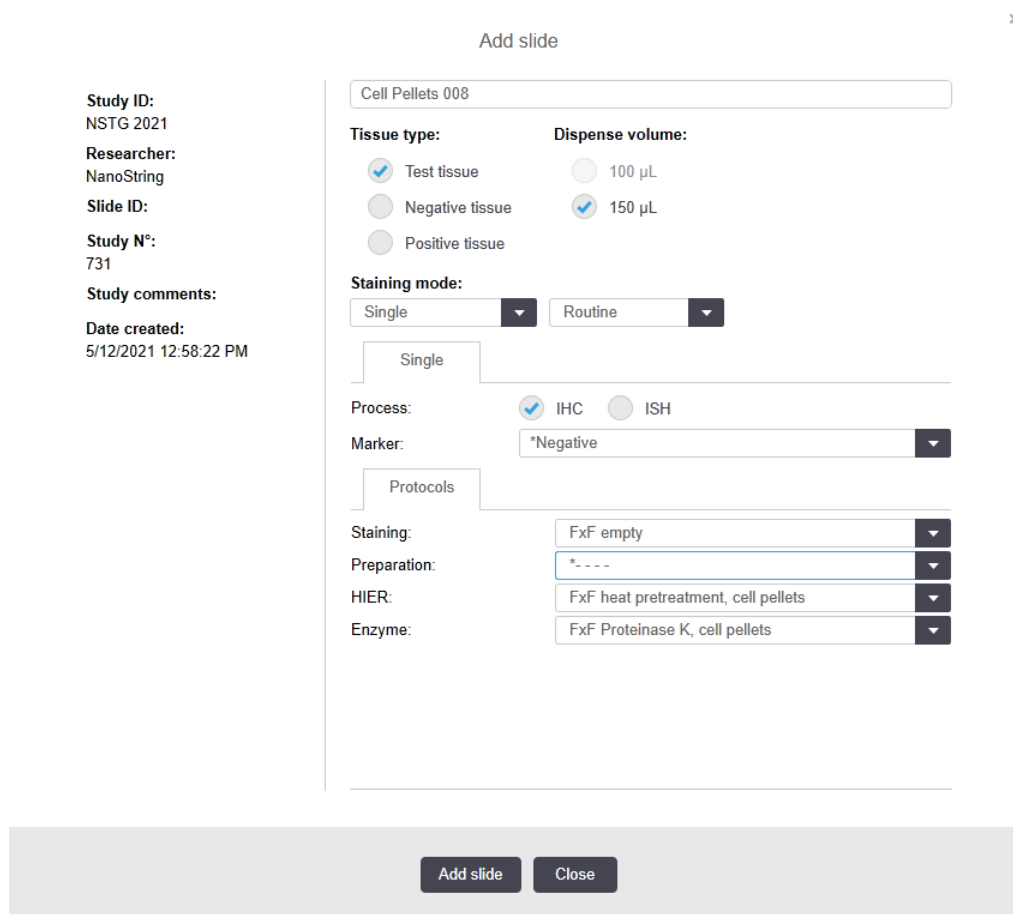 Add slide
Study ID:
NSTG 2021
Researcher:
NanoString
Slide ID:
Study N°:
731
Study comments:
Date created:
5/12/2021 12:58:22 PM
Cell Pellets 008
Tissue type:
Dispense volume:
Test tissue
100 µL
Negative tissue
150 µL
Positive tissue
Staining mode:
Single
Routine
Single
Process:
IHC
ISH
Marker:
*Negative
Protocols
Staining:
FxF empty
Preparation:
*- - - -
HIER:
FxF heat pretreatment, cell pellets
Enzyme:
FxF Proteinase K, cell pellets
Add slide
Close